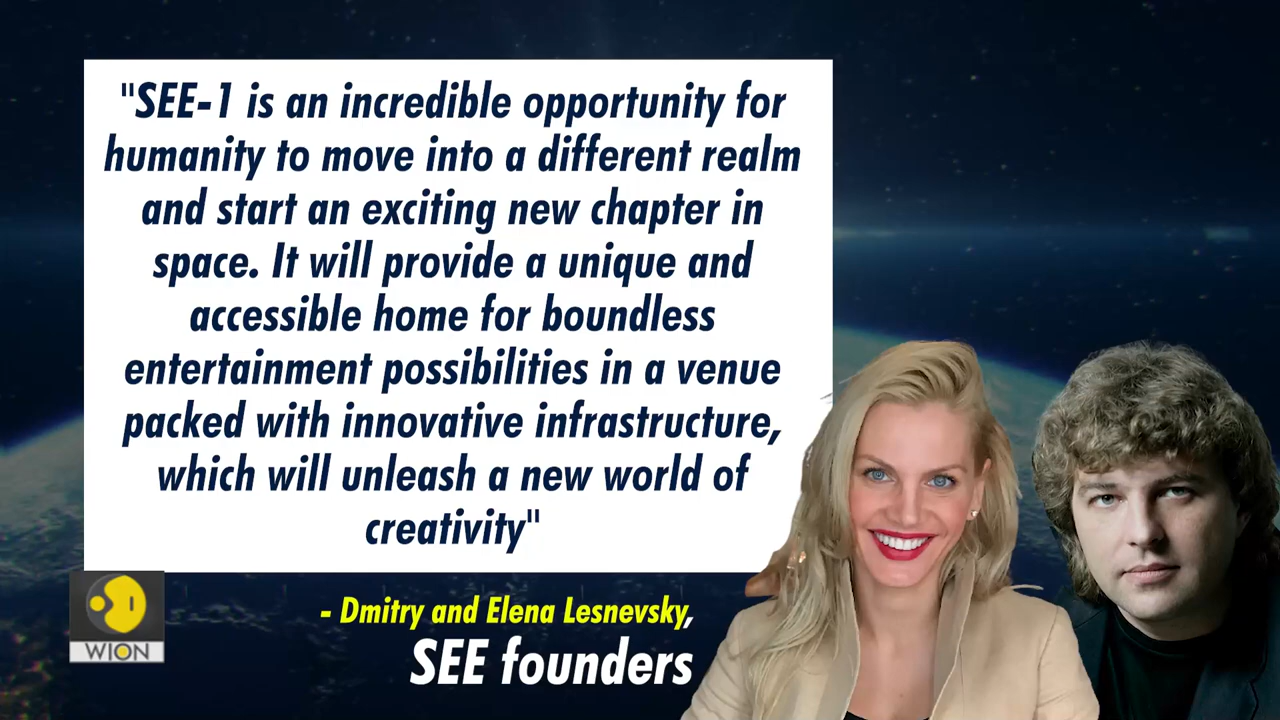 "SEE-1 is an incredible opportunity for
humanity to move into a different realm
and start an exciting new chapter in
space. It will provide a unique and
accessible home for boundless
entertainment possibilities in a venue
packed with innovative infrastructure,
which will unleash a new world of
creativity"
- Dmitry and Elena Lesnevsky,
SEE founders
WION